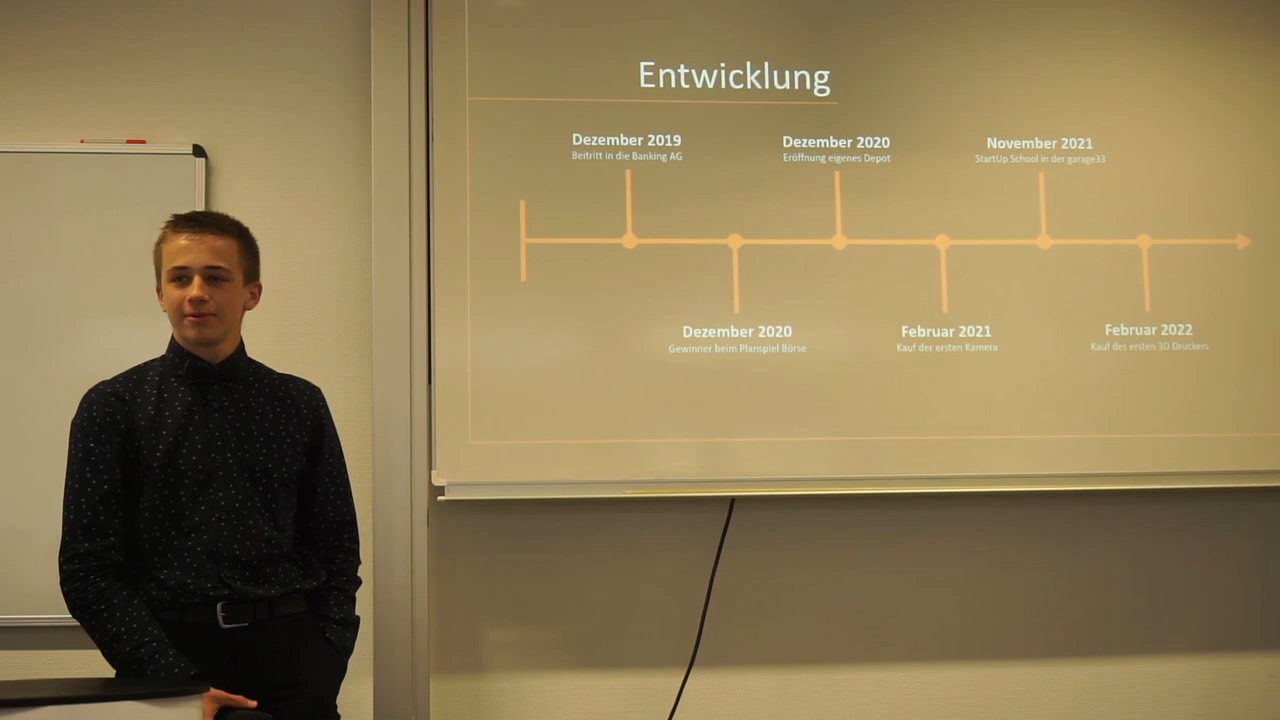 Entwicklung
Dezember 2019
Beitritt in die Banking AG
Dezember 2020
Eröffnung eigenes Depot
November 2021
StartUp School in der garage33
Dezember 2020
Gewinner beim Planspiel Börse
Februar 2021
Kauf der ersten Kamera
Februar 2022
Kauf des ersten 3D Druckers